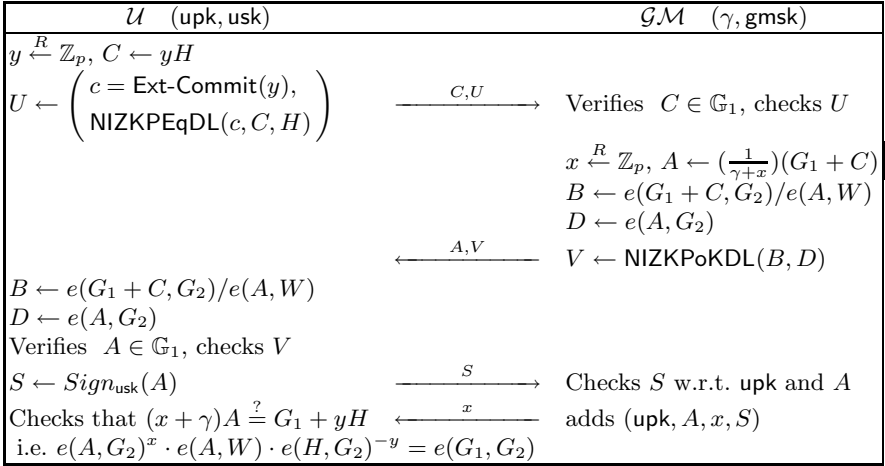 𝒰 (upk, usk) 𝒢ℳ (γ, gmsk)
y ←ᴿ ℤₚ, C ← yH
U ← ( c = Ext-Commit(y), NIZKPEqDL(c, C, H) ) C,U Verifies C ∈ 𝔾₁, checks U
x ←ᴿ ℤₚ, A ← (1/(γ+x))(G₁ + C)
B ← e(G₁ + C, G₂)/e(A, W)
D ← e(A, G₂)
A,V V ← NIZKPoKDL(B, D)
B ← e(G₁ + C, G₂)/e(A, W)
D ← e(A, G₂)
Verifies A ∈ 𝔾₁, checks V
S ← Sign_usk(A) S Checks S w.r.t. upk and A
Checks that (x + γ)A ≟ G₁ + yH x adds (upk, A, x, S)
i.e. e(A, G₂)ˣ · e(A, W) · e(H, G₂)⁻ʸ = e(G₁, G₂)